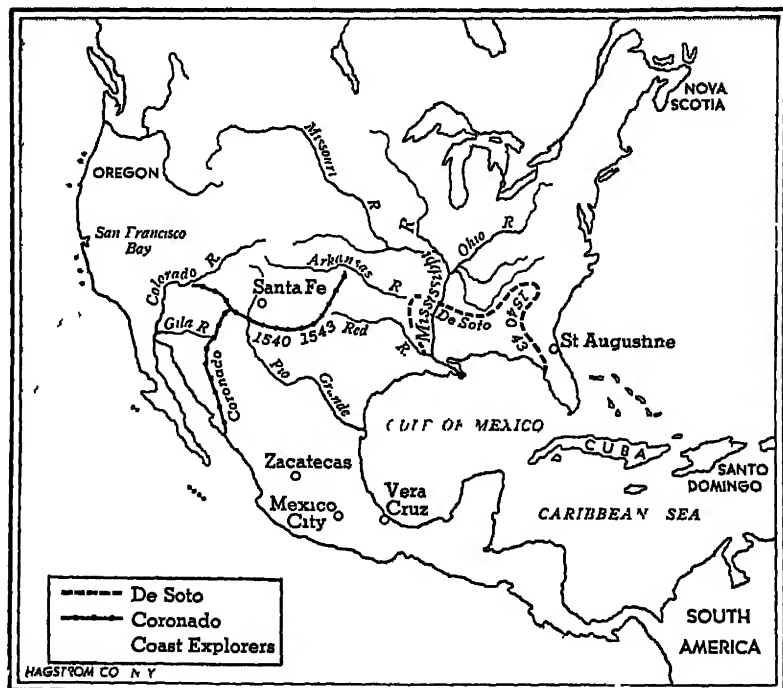 NOVA
SCOTIA
OREGON
Missouri
R
San Francisco
Bay
R
Mississippi
Ohio R
Colorado R
Arkansas
R
Santa Fe
De Soto
1540
43
Gila R
1540 1543
Red
R
St Augustine
Coronado
Rio
Grande
GULF OF MEXICO
CUBA
SANTO
DOMINGO
Zacatecas
Mexico
City
Vera
Cruz
CARIBBEAN SEA
De Soto
Coronado
Coast Explorers
SOUTH
AMERICA
HAGSTROM CO N Y